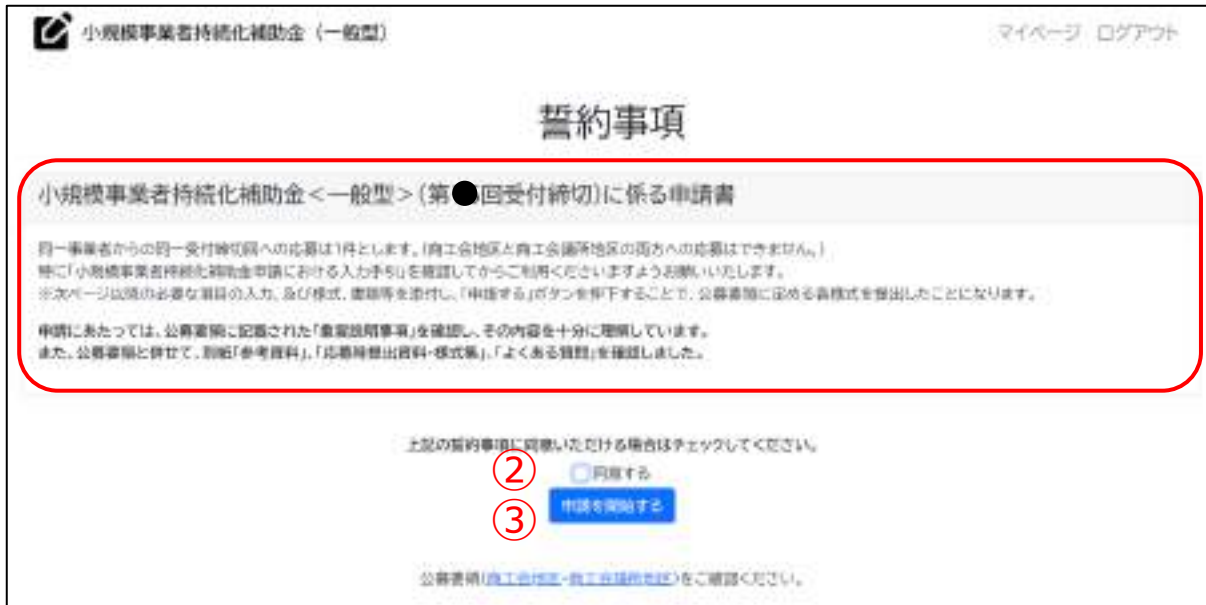 小規模事業者持続化補助金（一般型）
マイページ ログアウト
誓約事項
小規模事業者持続化補助金＜一般型＞(第●回受付締切)に係る申請書
同一事業者からの同一受付締切回への応募は1件とします。(商工会地区と商工会議所地区の両方への応募はできません。)
特に「小規模事業者持続化補助金申請における入力手引」を確認してからご利用くださいますようお願いいたします。
※次ページ以降の必要な項目の入力、及び様式、書類等を添付し、「申請する」ボタンを押下することで、公募要領に定める各様式を提出したことになります。
申請にあたっては、公募要領に記載された「重要説明事項」を確認し、その内容を十分に理解しています。
また、公募要領と併せて、別紙「参考資料」、「応募時提出資料・様式集」、「よくある質問」を確認しました。
上記の誓約事項に同意いただける場合はチェックしてください。
② 同意する
③ 申請を開始する
公募要領(商工会地区・商工会議所地区)をご確認ください。